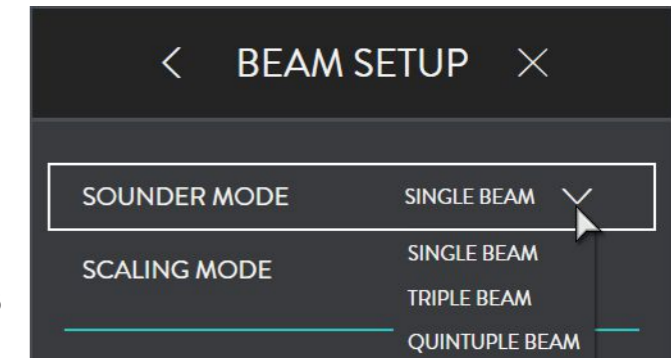 BEAM SETUP
SOUNDER MODE SINGLE BEAM
SCALING MODE SINGLE BEAM
TRIPLE BEAM
QUINTUPLE BEAM